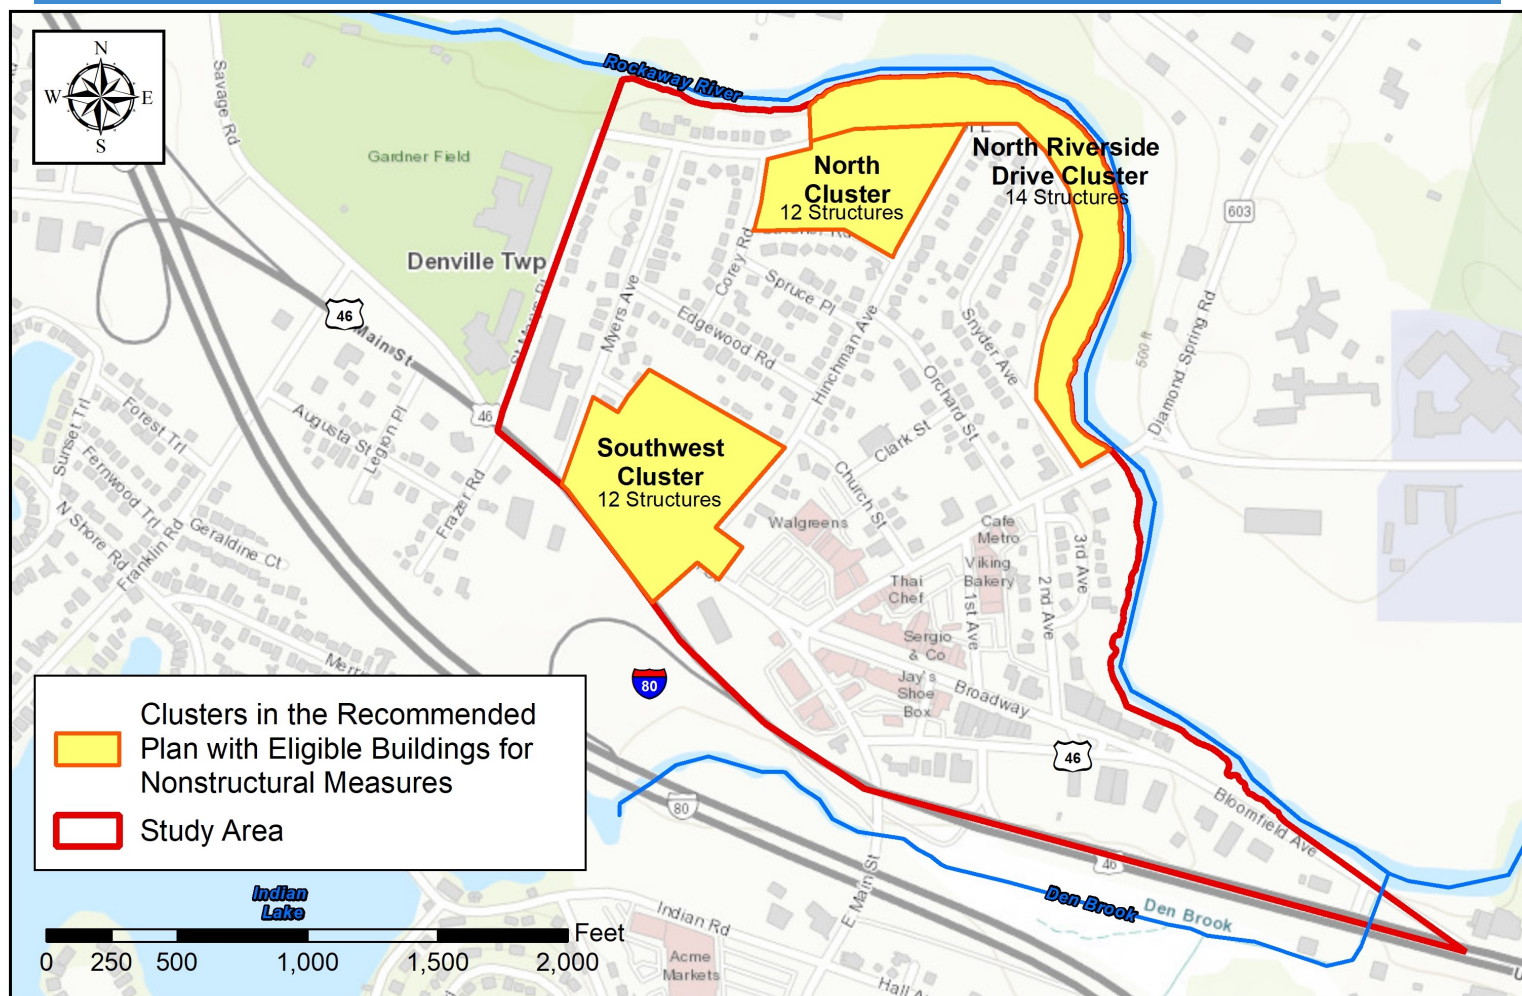 N
W E
S
Savage Rd
Rockaway River
Gardner Field
North
Cluster
12 Structures
North Riverside
Drive Cluster
14 Structures
603
Denville Twp
Corey Rd
Spruce Pl
46
Main St
Myers Ave
Edgewood Rd
Hinchman Ave
Snyder Ave
500 ft
Diamond Spring Rd
Orchard St
46
Sunset Trl
Forest Trl
Augusta St
Legion Pl
Clark St
Southwest
Cluster
12 Structures
Fernwood Trl
Frazer Rd
Church St
N Shore Rd
Franklin Rd
Geraldine Ct
Walgreens
Cafe
Metro
3rd Ave
Viking
Bakery
Thai
Chef
1st Ave
2nd Ave
Sergio
& Co
Jay's
Shoe
Box
Broadway
80
46
Clusters in the Recommended
Plan with Eligible Buildings for
Nonstructural Measures
Study Area
80
Bloomfield Ave
46
E Main St
Den Brook
Den Brook
Indian
Lake
Indian Rd
Acme
Markets
Feet
0 250 500 1,000 1,500 2,000